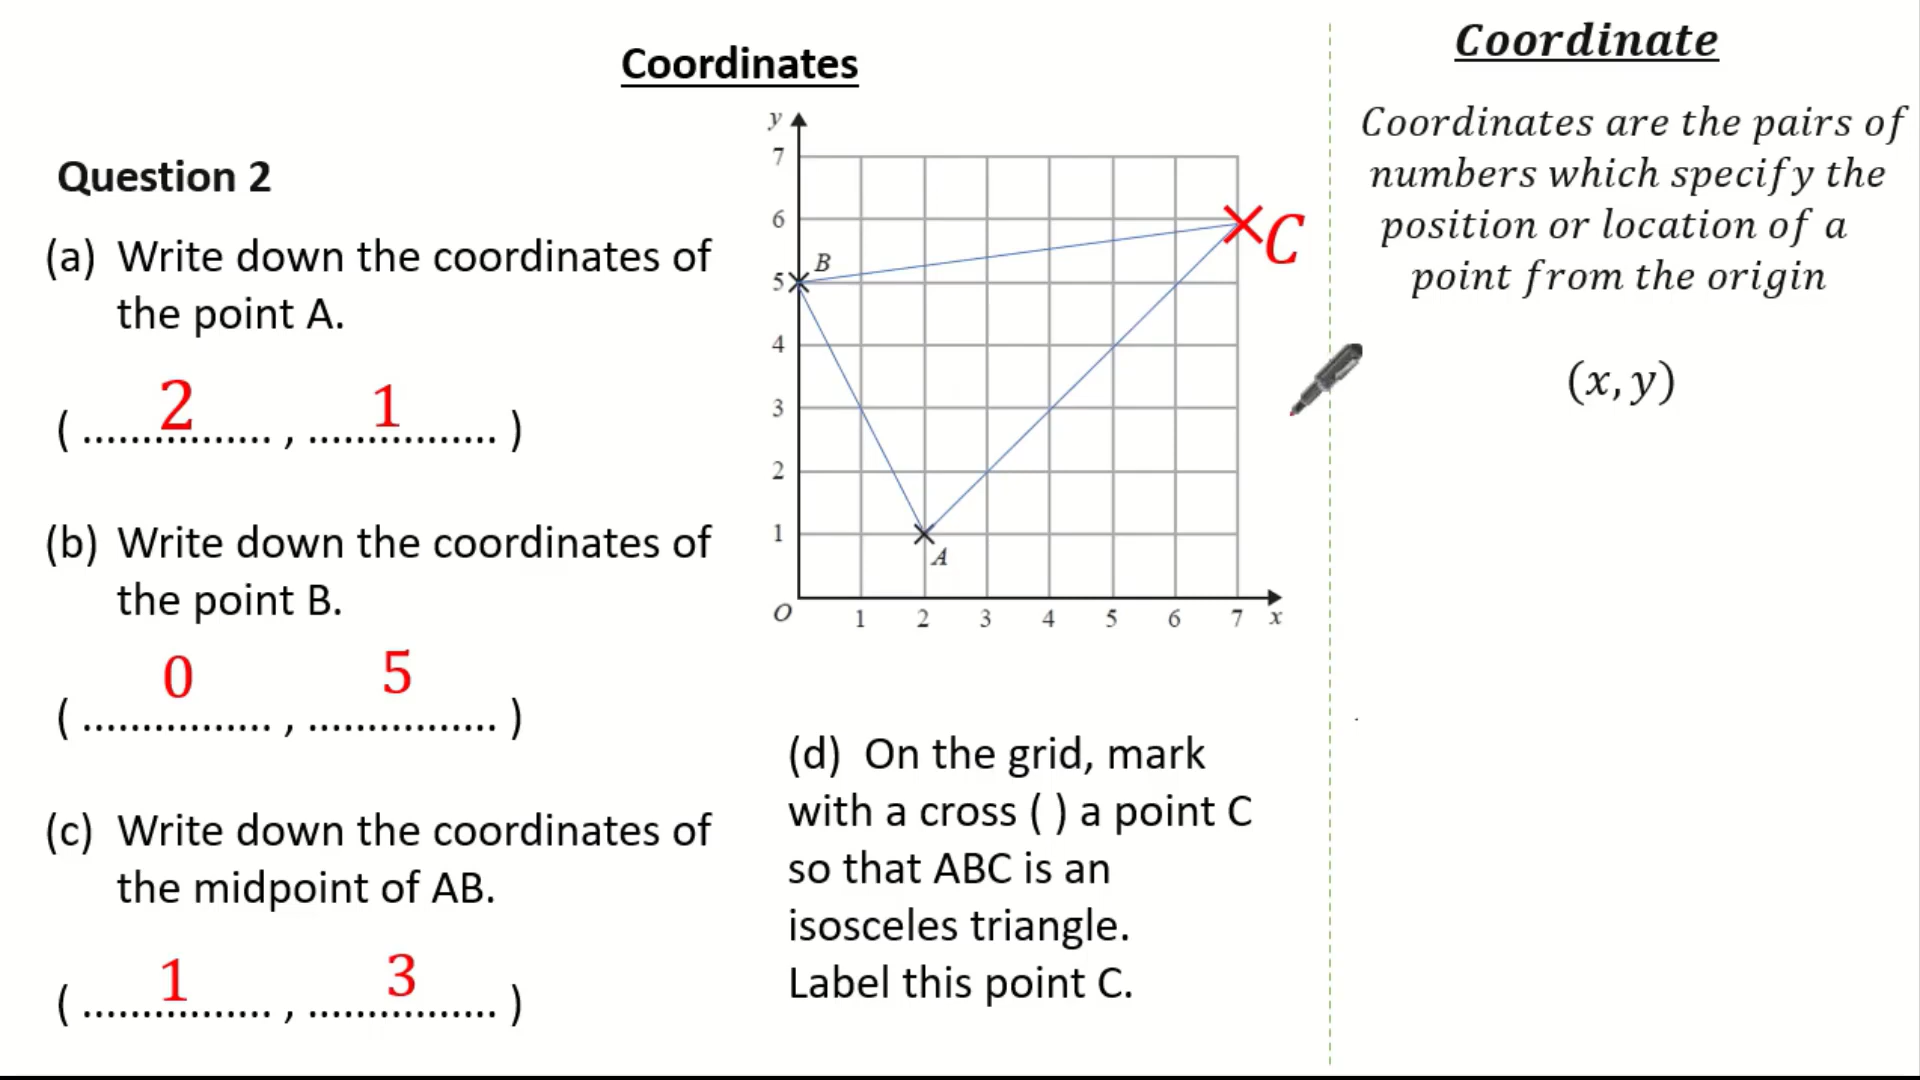 Coordinates
Question 2
(a) Write down the coordinates of
the point A.
( 2 , 1 )
(b) Write down the coordinates of
the point B.
( 0 , 5 )
(c) Write down the coordinates of
the midpoint of AB.
( 1 , 3 )
y
7
6
5
4
3
2
1
O
1 2 3 4 5 6 7 x
B
C
A
(d) On the grid, mark
with a cross ( ) a point C
so that ABC is an
isosceles triangle.
Label this point C.
Coordinate
Coordinates are the pairs of
numbers which specify the
position or location of a
point from the origin
(x, y)